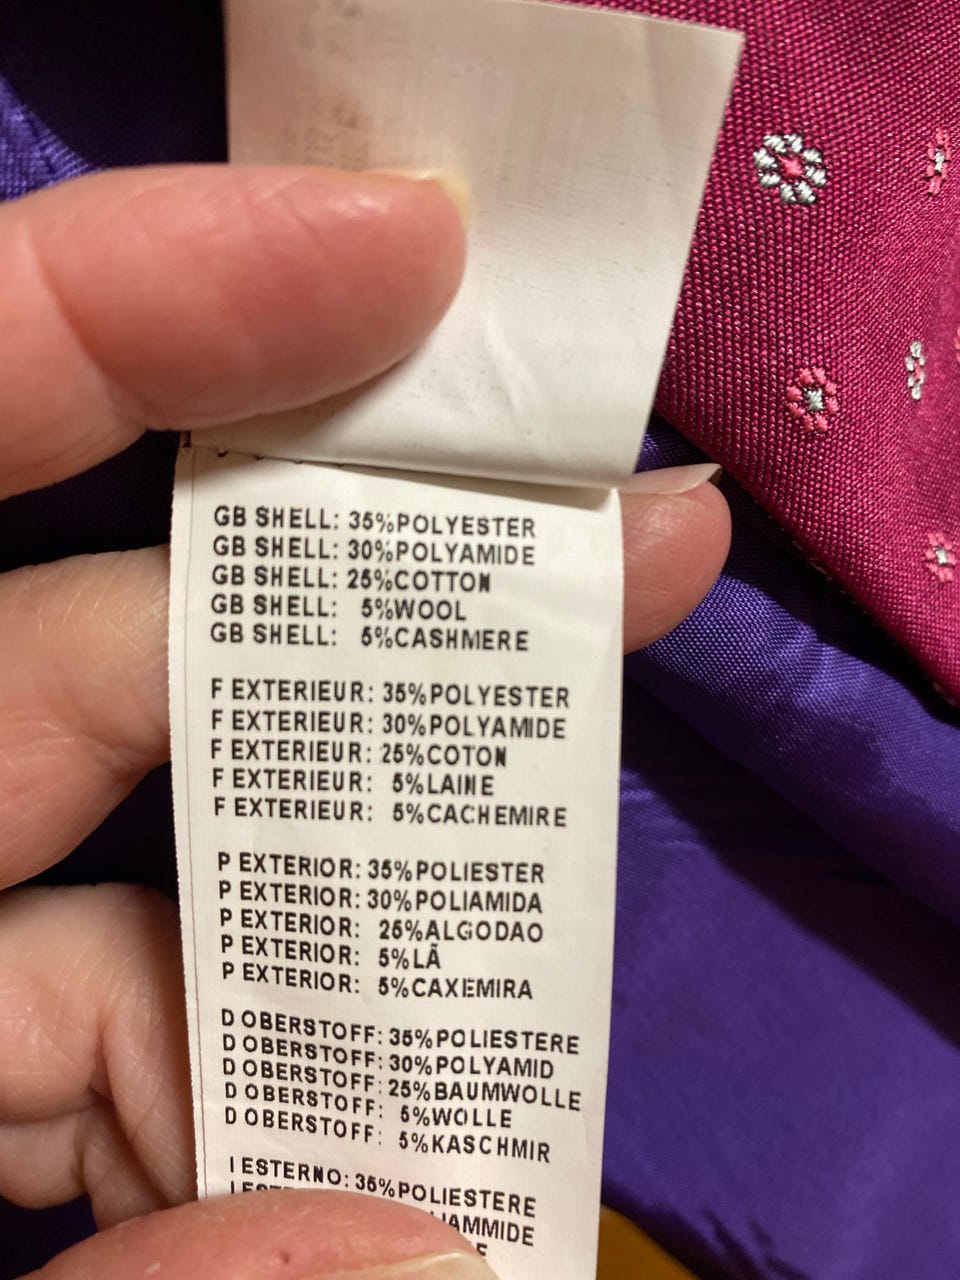 GB SHELL: 35%POLYESTER
GB SHELL: 30%POLYAMIDE
GB SHELL: 25%COTTON
GB SHELL: 5%WOOL
GB SHELL: 5%CASHMERE
F EXTERIEUR: 35%POLYESTER
F EXTERIEUR: 30%POLYAMIDE
F EXTERIEUR: 25%COTON
F EXTERIEUR: 5%LAINE
F EXTERIEUR: 5%CACHEMIRE
P EXTERIOR: 35%POLIESTER
P EXTERIOR: 30%POLIAMIDA
P EXTERIOR: 25%ALGODAO
P EXTERIOR: 5%LÃ
P EXTERIOR: 5%CAXEMIRA
D OBERSTOFF: 35%POLIESTERE
D OBERSTOFF: 30%POLYAMID
D OBERSTOFF: 25%BAUMWOLLE
D OBERSTOFF: 5%WOLLE
D OBERSTOFF: 5%KASCHMIR
I ESTERNO: 35%POLIESTERE